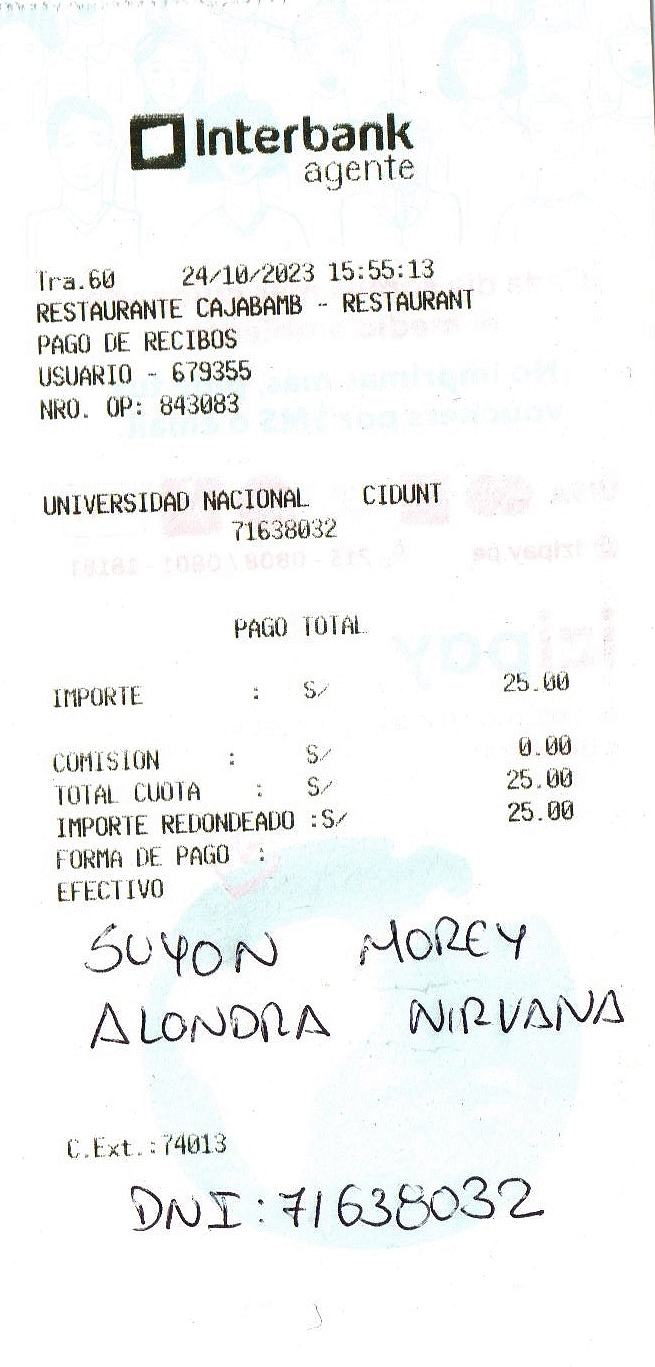 Interbank
agente
Tra.60 24/10/2023 15:55:13
RESTAURANTE CAJABAMB - RESTAURANT
PAGO DE RECIBOS
USUARIO - 679355
NRO. OP: 843083
UNIVERSIDAD NACIONAL CIDUNT
71638032
PAGO TOTAL
IMPORTE : S/ 25.00
COMISION : S/ 0.00
TOTAL CUOTA : S/ 25.00
IMPORTE REDONDEADO :S/ 25.00
FORMA DE PAGO :
EFECTIVO
SUYON MOREY
ALONDRA NIRVANA
C.Ext.:74013
DNI:71638032